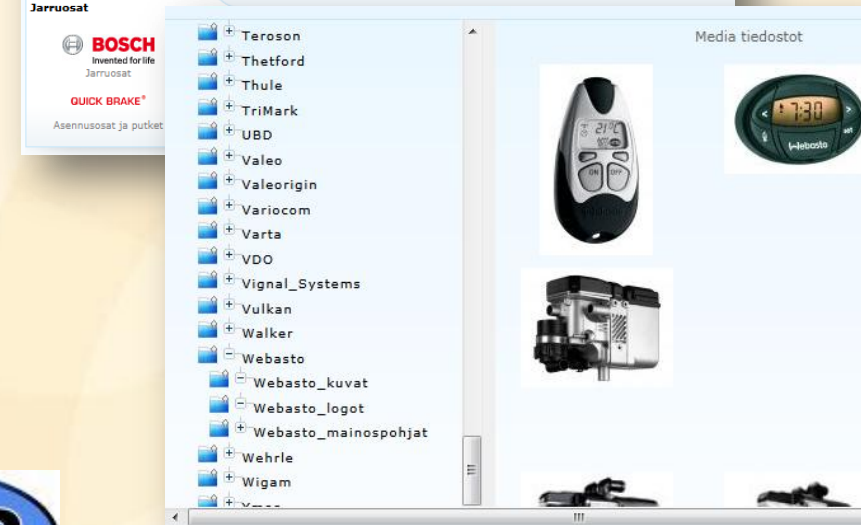 Jarruosat
BOSCH
Invented for life
Jarruosat
QUICK BRAKE®
Asennusosat ja putket
Teroson
Thetford
Thule
TriMark
UBD
Valeo
Valeorigin
Variocom
Varta
VDO
Vignal_Systems
Vulkan
Walker
Webasto
Webasto_kuvat
Webasto_logot
Webasto_mainospohjat
Wehrle
Wigam
Media tiedostot
21°C
ON OFF
7:30
Webasto